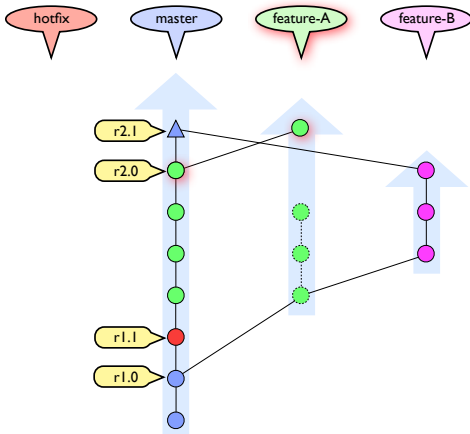 hotfix
master
feature-A
feature-B
r2.1
r2.0
r1.1
r1.0